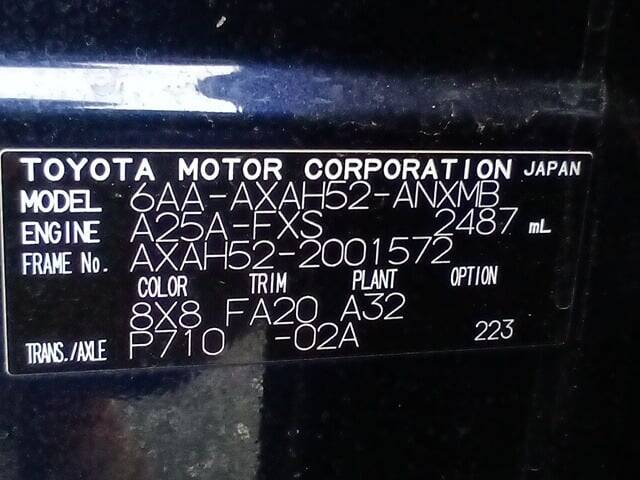 TOYOTA MOTOR CORPORATION JAPAN
MODEL 6AA-AXAH52-ANXMB
ENGINE A25A-FXS 2487 mL
FRAME No. AXAH52-2001572
COLOR TRIM PLANT OPTION
8X8 FA20 A32
TRANS./AXLE P710 -02A 223